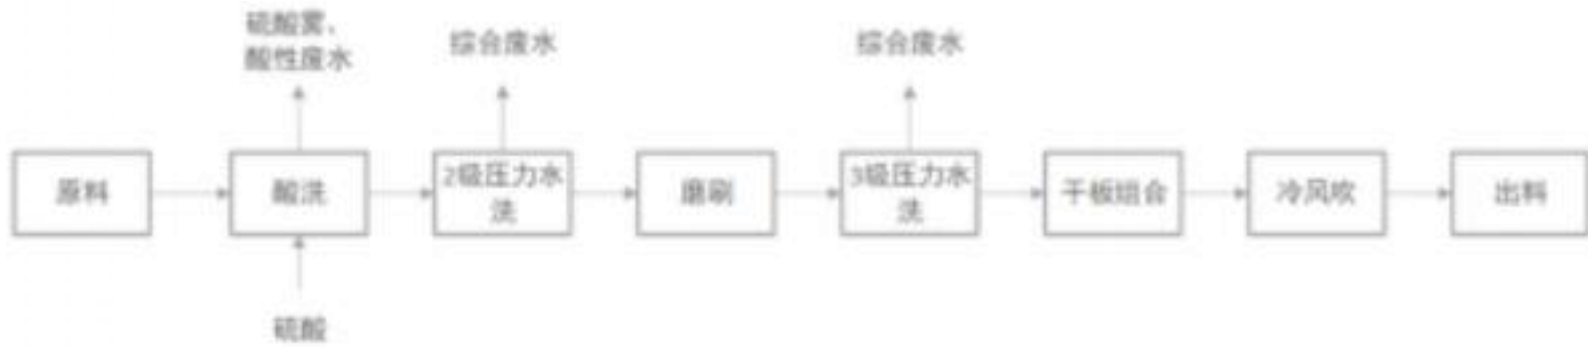 硫酸雾、
酸性废水
综合废水
综合废水
原料
酸洗
2级压力水
洗
磨刷
3级压力水
洗
干板组合
冷风吹
出料
硫酸